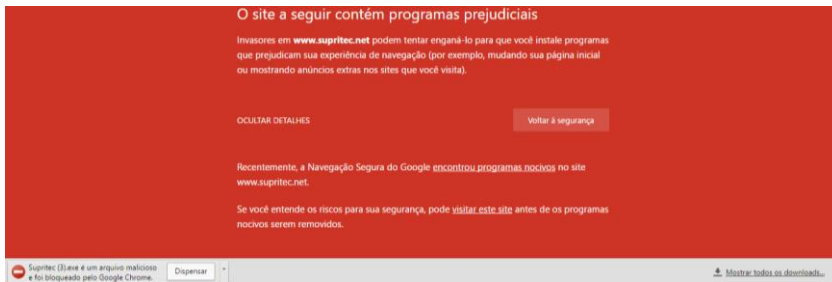 O site a seguir contém programas prejudiciais
Invasores em www.supritec.net podem tentar enganá-lo para que você instale programas
que prejudicam sua experiência de navegação (por exemplo, mudando sua página inicial
ou mostrando anúncios extras nos sites que você visita).
OCULTAR DETALHES
Voltar à segurança
Recentemente, a Navegação Segura do Google encontrou programas nocivos no site
www.supritec.net.
Se você entende os riscos para sua segurança, pode visitar este site antes de os programas
nocivos serem removidos.
Supritec (3).exe é um arquivo malicioso
e foi bloqueado pelo Google Chrome.
Dispensar
Mostrar todos os downloads...